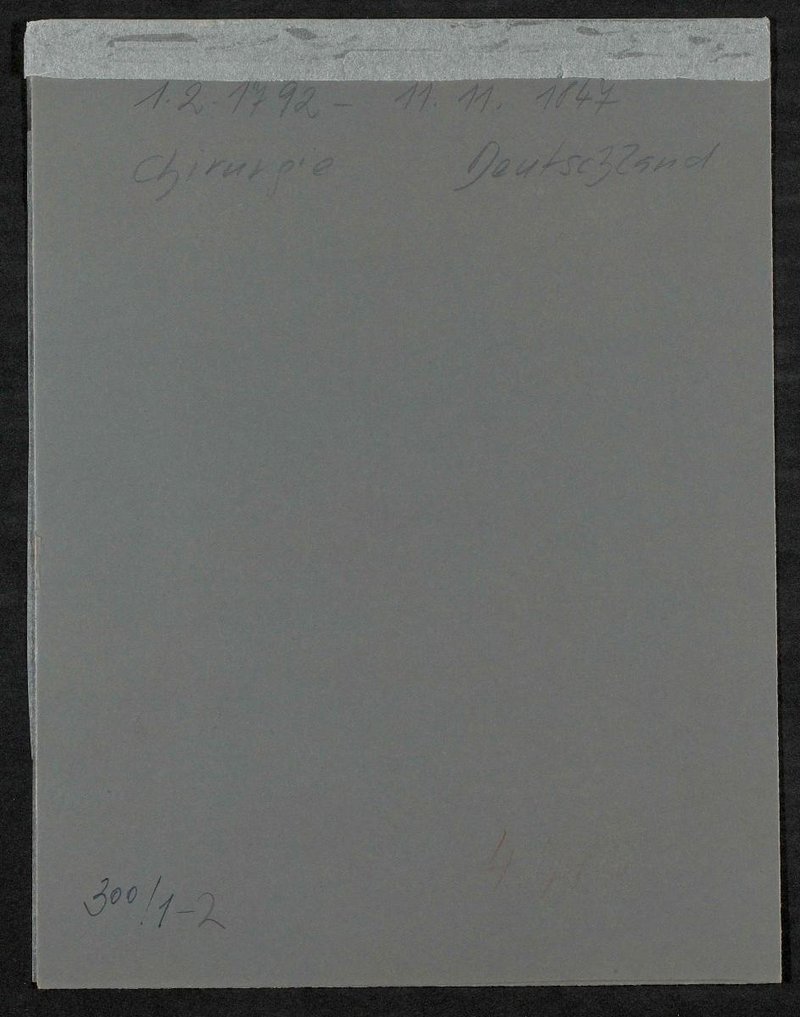 1.2.1792 - 11.11.1847
Chirurgie Deutschland
300/1-2